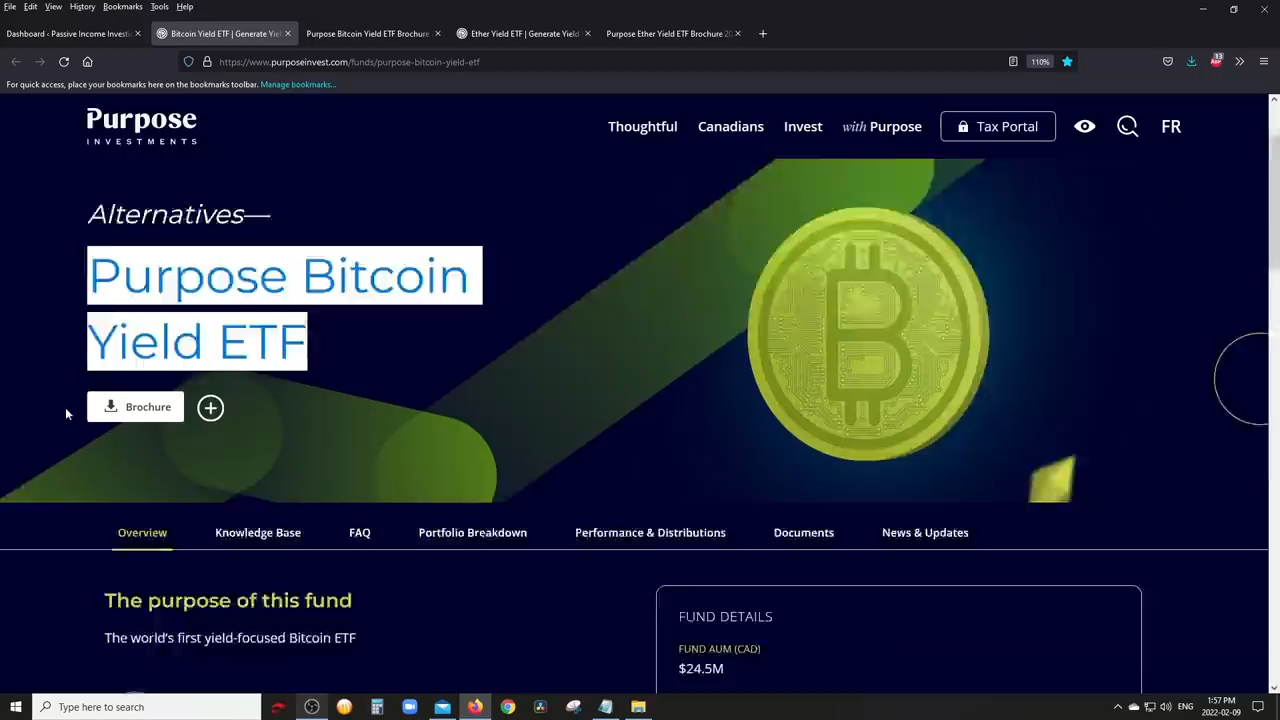 File Edit View History Bookmarks Tools Help
Dashboard ‹ Passive Income Investi
Bitcoin Yield ETF | Generate Yiel
Purpose Bitcoin Yield ETF Brochure
Ether Yield ETF | Generate Yield
Purpose Ether Yield ETF Brochure 20
https://www.purposeinvest.com/funds/purpose-bitcoin-yield-etf
110%
13
For quick access, place your bookmarks here on the bookmarks toolbar. Manage bookmarks...
Purpose
INVESTMENTS
Thoughtful Canadians Invest with Purpose Tax Portal FR
Alternatives—
Purpose Bitcoin
Yield ETF
Brochure
Overview Knowledge Base FAQ Portfolio Breakdown Performance & Distributions Documents News & Updates
The purpose of this fund
The world's first yield-focused Bitcoin ETF
FUND DETAILS
FUND AUM (CAD)
$24.5M
Type here to search
ENG
1:57 PM
2022-02-09